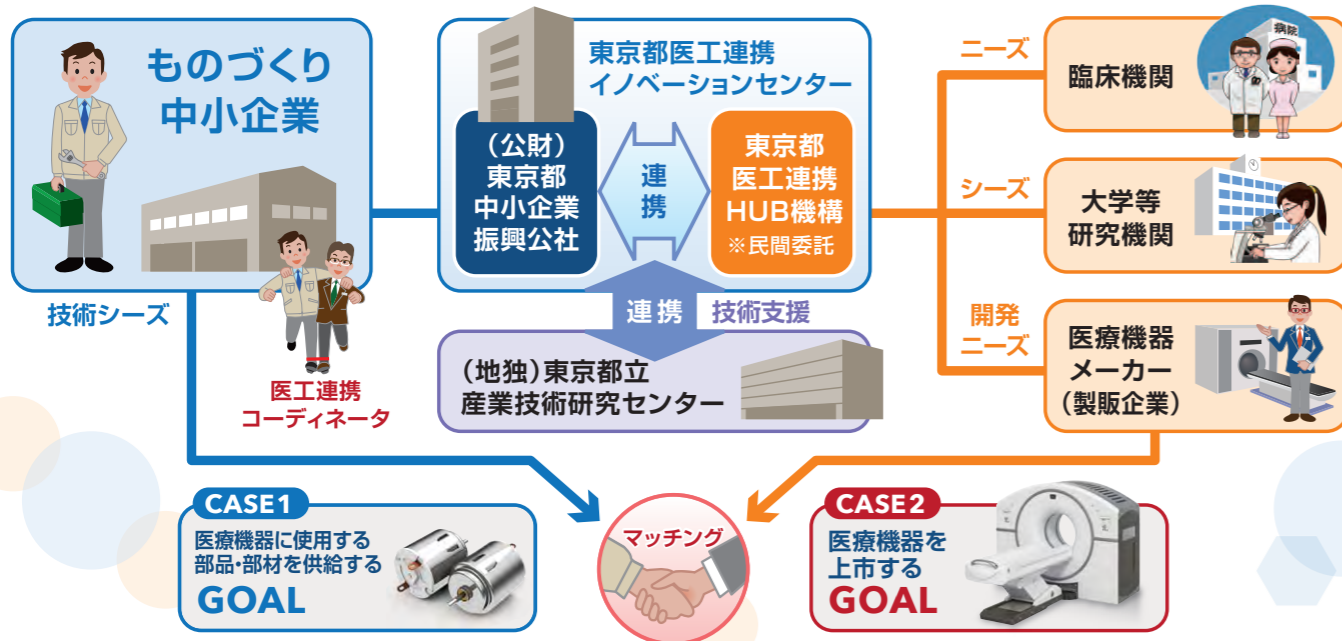 ものづくり
中小企業
技術シーズ
医工連携
コーディネータ
東京都医工連携
イノベーションセンター
(公財)
東京都
中小企業
振興公社
連
携
東京都
医工連携
HUB機構
※民間委託
連携
技術支援
(地独)東京都立
産業技術研究センター
ニーズ
臨床機関
病院
シーズ
大学等
研究機関
開発
ニーズ
医療機器
メーカー
(製販企業)
CASE1
医療機器に使用する
部品・部材を供給する
GOAL
マッチング
CASE2
医療機器を
上市する
GOAL